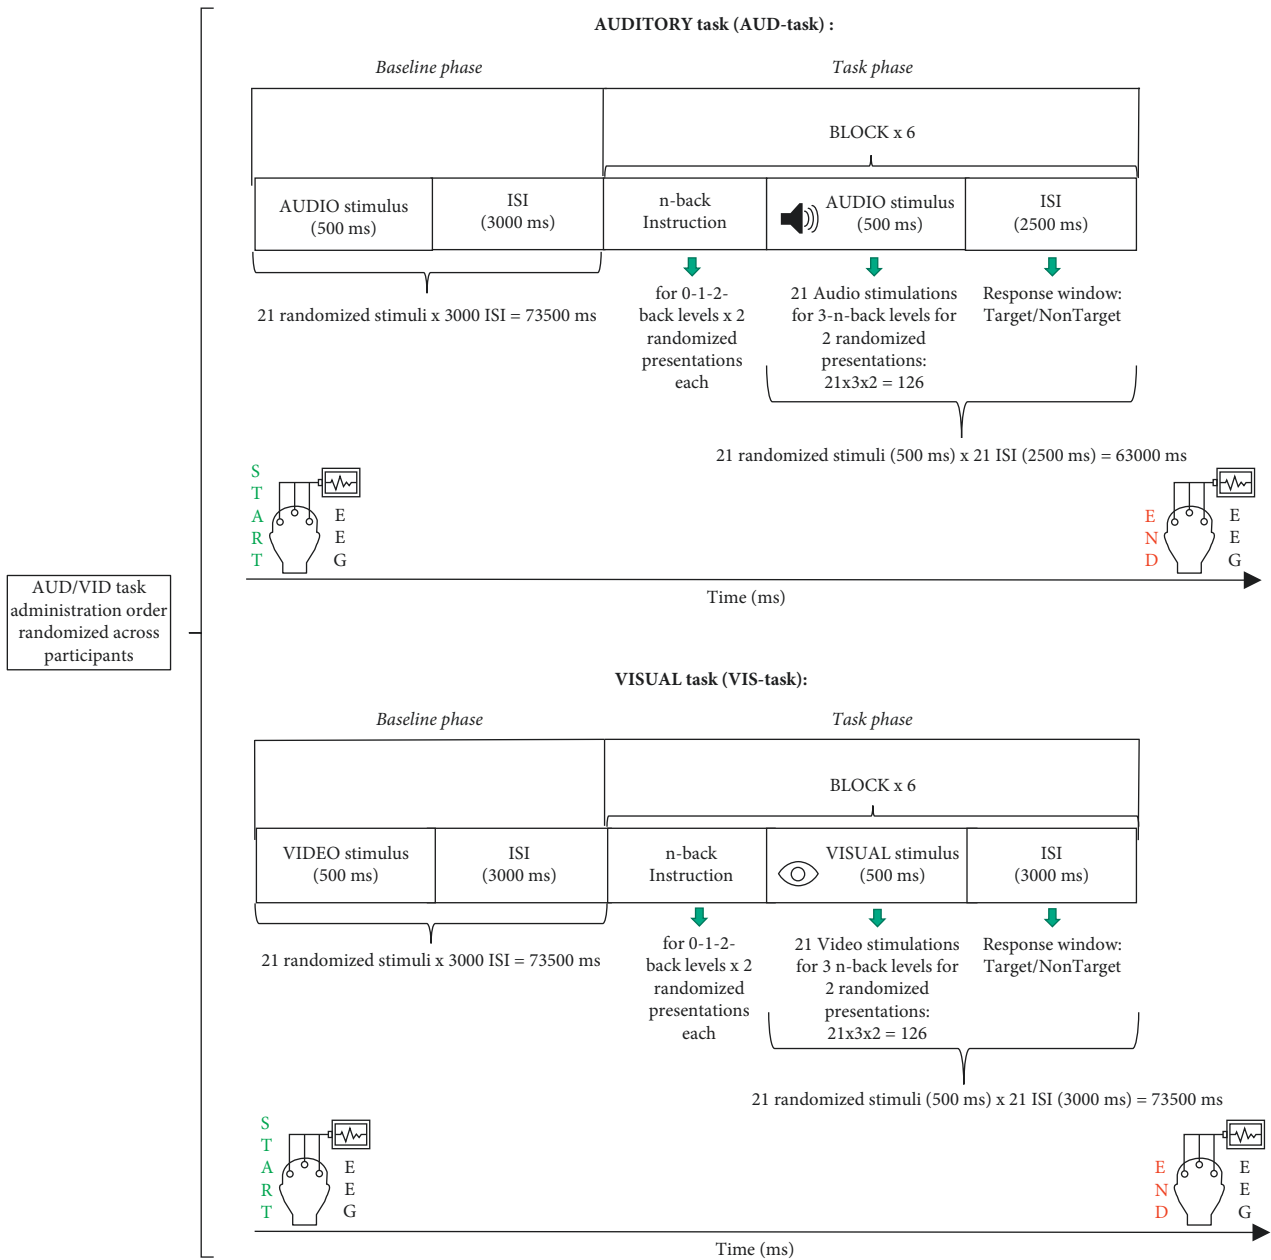 AUDITORY task (AUD-task) :
Baseline phase
Task phase
BLOCK x 6
AUDIO stimulus
(500 ms)
ISI
(3000 ms)
n-back
Instruction
AUDIO stimulus
(500 ms)
ISI
(2500 ms)
21 randomized stimuli x 3000 ISI = 73500 ms
for 0-1-2-
back levels x 2
randomized
presentations
each
21 Audio stimulations
for 3-n-back levels for
2 randomized
presentations:
21x3x2 = 126
Response window:
Target/NonTarget
21 randomized stimuli (500 ms) x 21 ISI (2500 ms) = 63000 ms
START
EEG
END
EEG
Time (ms)
AUD/VID task
administration order
randomized across
participants
VISUAL task (VIS-task):
Baseline phase
Task phase
BLOCK x 6
VIDEO stimulus
(500 ms)
ISI
(3000 ms)
n-back
Instruction
VISUAL stimulus
(500 ms)
ISI
(3000 ms)
21 randomized stimuli x 3000 ISI = 73500 ms
for 0-1-2-
back levels x 2
randomized
presentations
each
21 Video stimulations
for 3 n-back levels for
2 randomized
presentations:
21x3x2 = 126
Response window:
Target/NonTarget
21 randomized stimuli (500 ms) x 21 ISI (3000 ms) = 73500 ms
START
EEG
END
EEG
Time (ms)